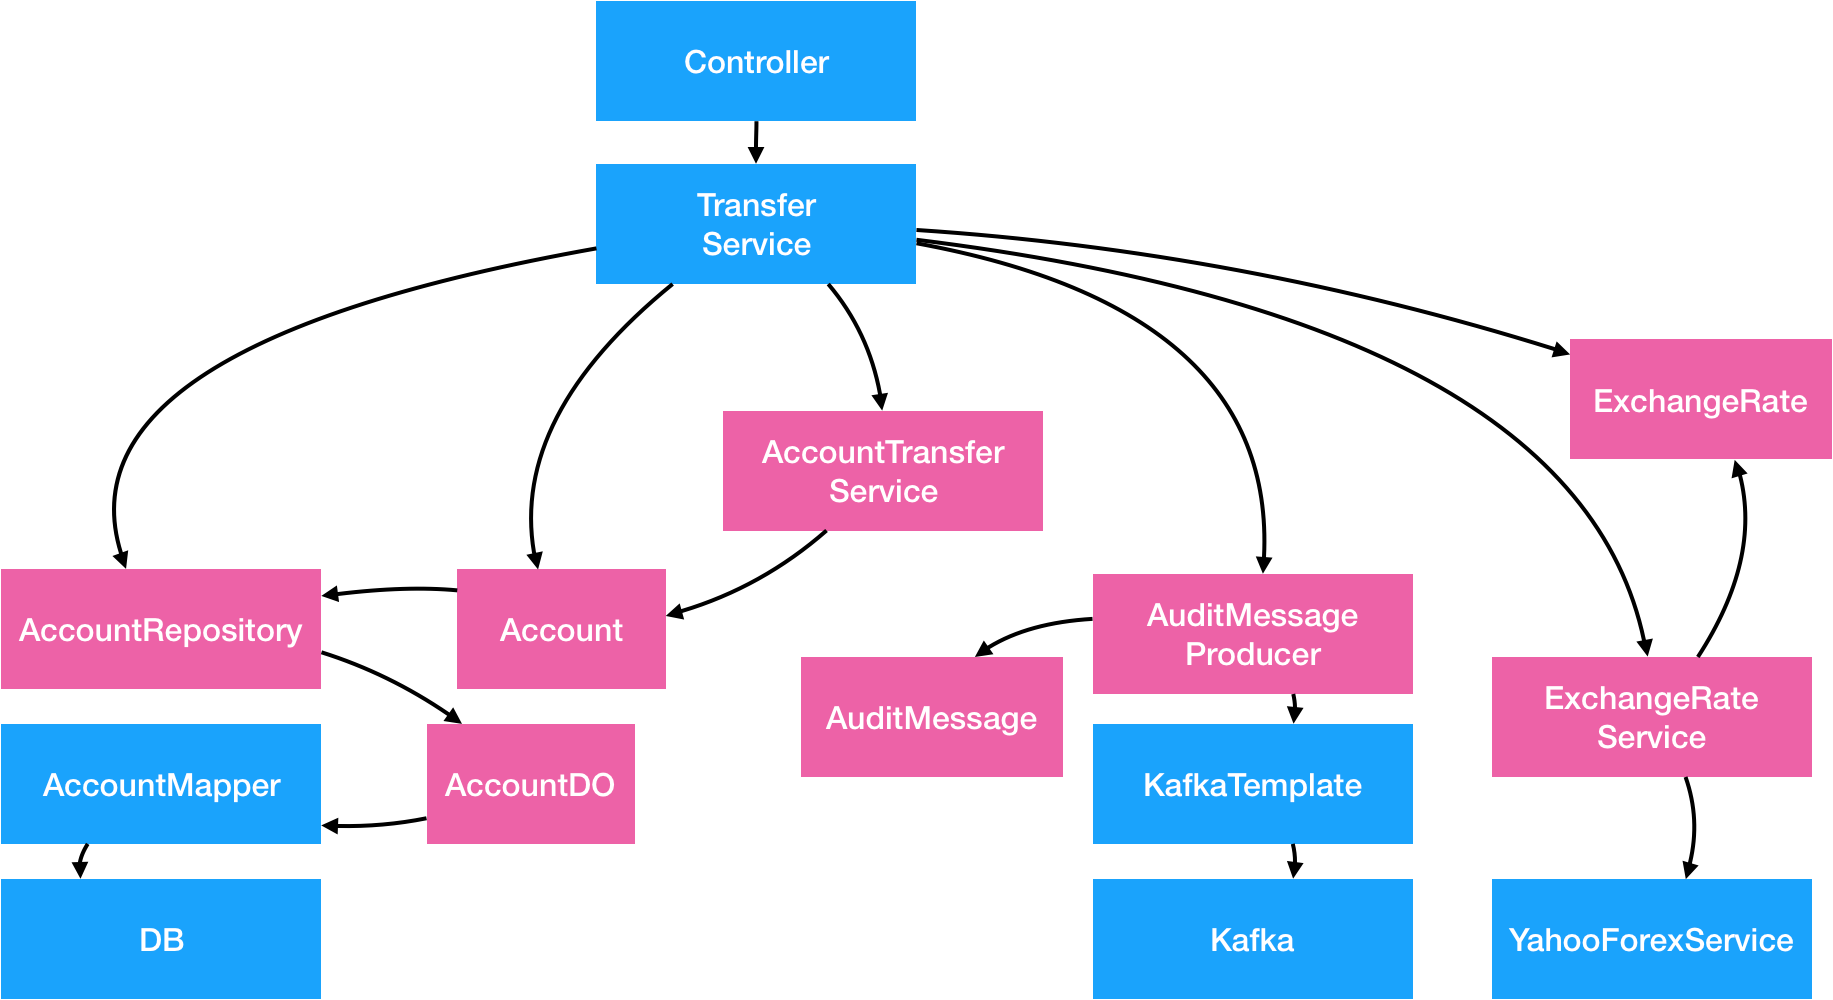 Controller
Transfer
Service
ExchangeRate
AccountTransfer
Service
AccountRepository
Account
AuditMessage
Producer
AuditMessage
ExchangeRate
Service
AccountMapper
AccountDO
KafkaTemplate
DB
Kafka
YahooForexService